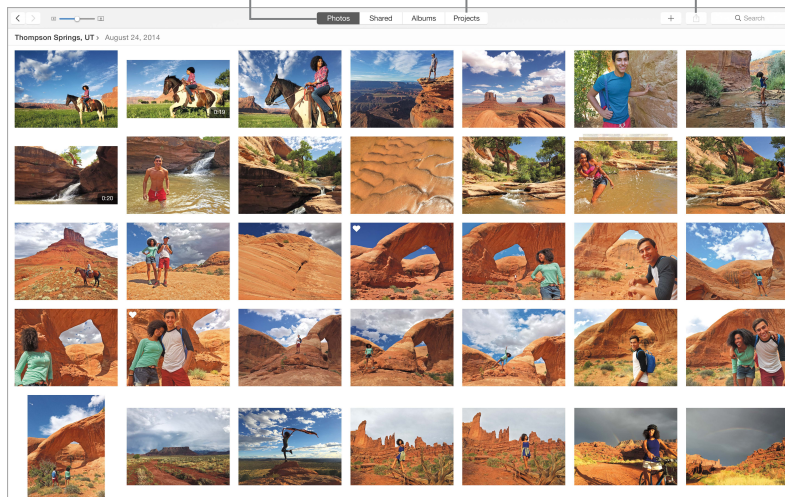 Photos Shared Albums Projects
Search
Thompson Springs, UT > August 24, 2014
0:19
0:20